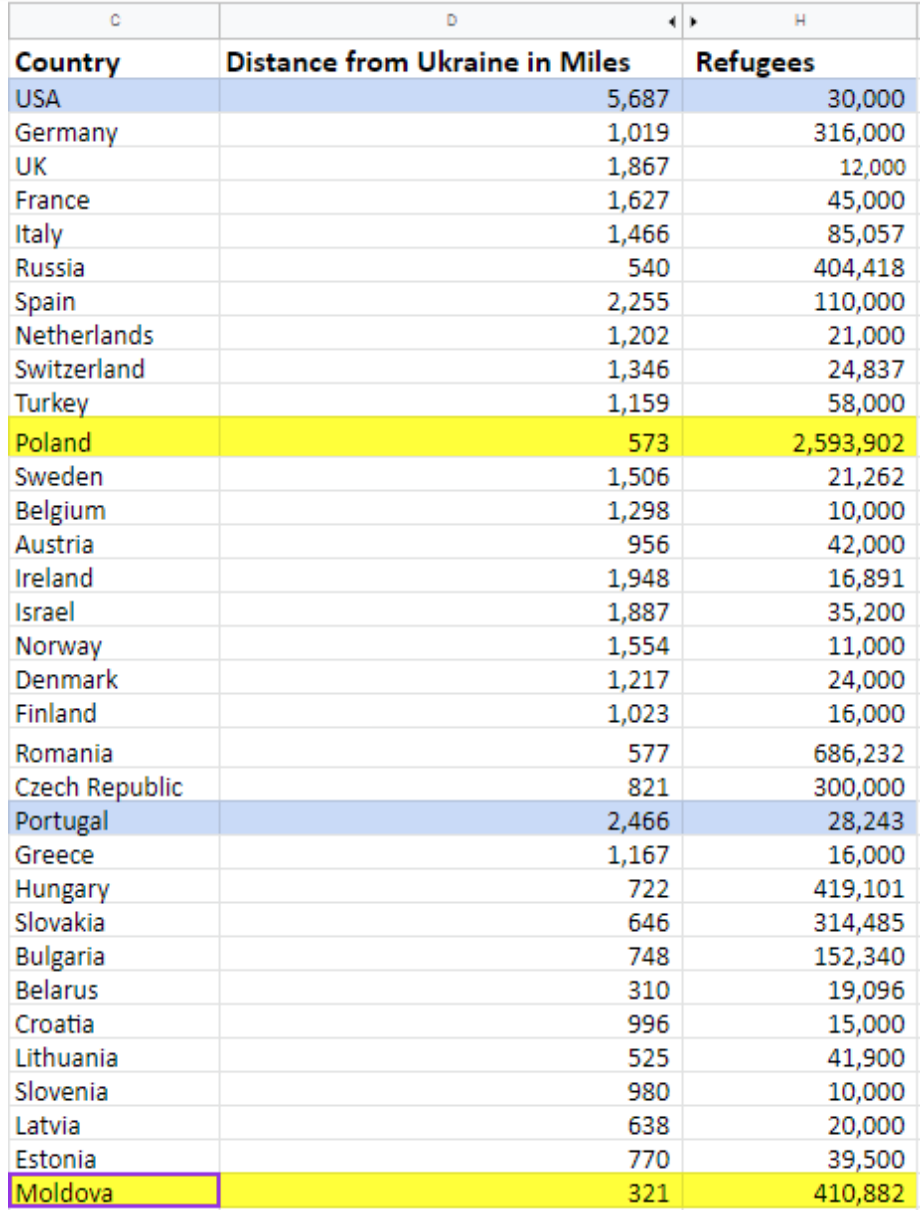 C D H
Country Distance from Ukraine in Miles Refugees
USA 5,687 30,000
Germany 1,019 316,000
UK 1,867 12,000
France 1,627 45,000
Italy 1,466 85,057
Russia 540 404,418
Spain 2,255 110,000
Netherlands 1,202 21,000
Switzerland 1,346 24,837
Turkey 1,159 58,000
Poland 573 2,593,902
Sweden 1,506 21,262
Belgium 1,298 10,000
Austria 956 42,000
Ireland 1,948 16,891
Israel 1,887 35,200
Norway 1,554 11,000
Denmark 1,217 24,000
Finland 1,023 16,000
Romania 577 686,232
Czech Republic 821 300,000
Portugal 2,466 28,243
Greece 1,167 16,000
Hungary 722 419,101
Slovakia 646 314,485
Bulgaria 748 152,340
Belarus 310 19,096
Croatia 996 15,000
Lithuania 525 41,900
Slovenia 980 10,000
Latvia 638 20,000
Estonia 770 39,500
Moldova 321 410,882